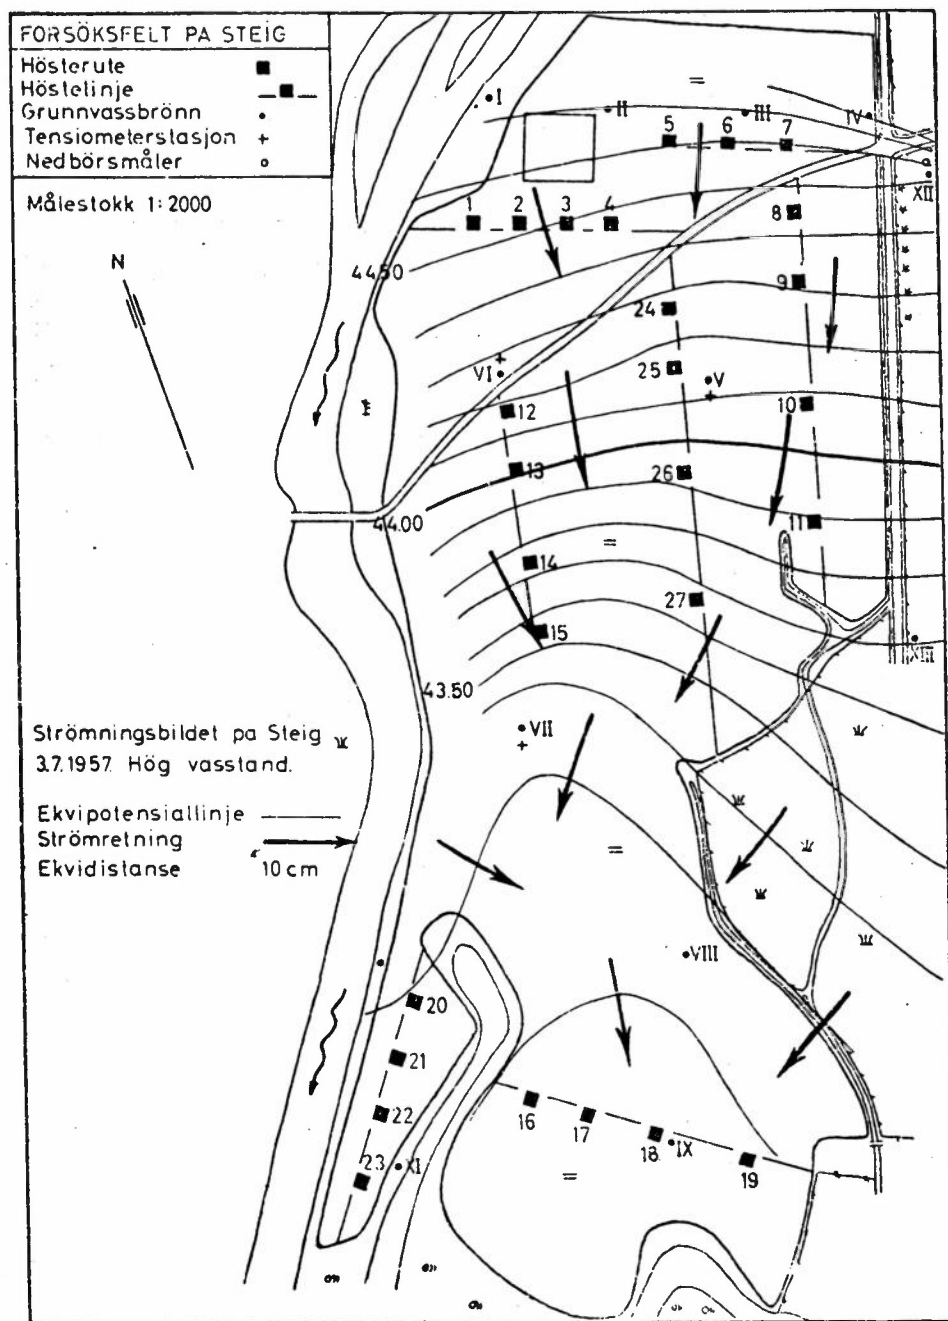 FORSÖKSFELT PA STEIG
Hösterute
Höstelinje
Grunnvassbrönn
Tensiometerstasjon
Nedbörsmåler
Målestokk 1:2000
N
I
II
III
IV
5
6
7
XII
1
2
3
4
8
44.50
9
24
25
VI
V
12
10
13
26
44.00
11
14
27
15
XIII
43.50
Strömningsbildet pa Steig
3.7.1957. Hög vasstand.
VII
Ekvipotensiallinje
Strömretning
Ekvidistanse 10 cm
VIII
20
21
22
23
XI
16
17
18
IX
19